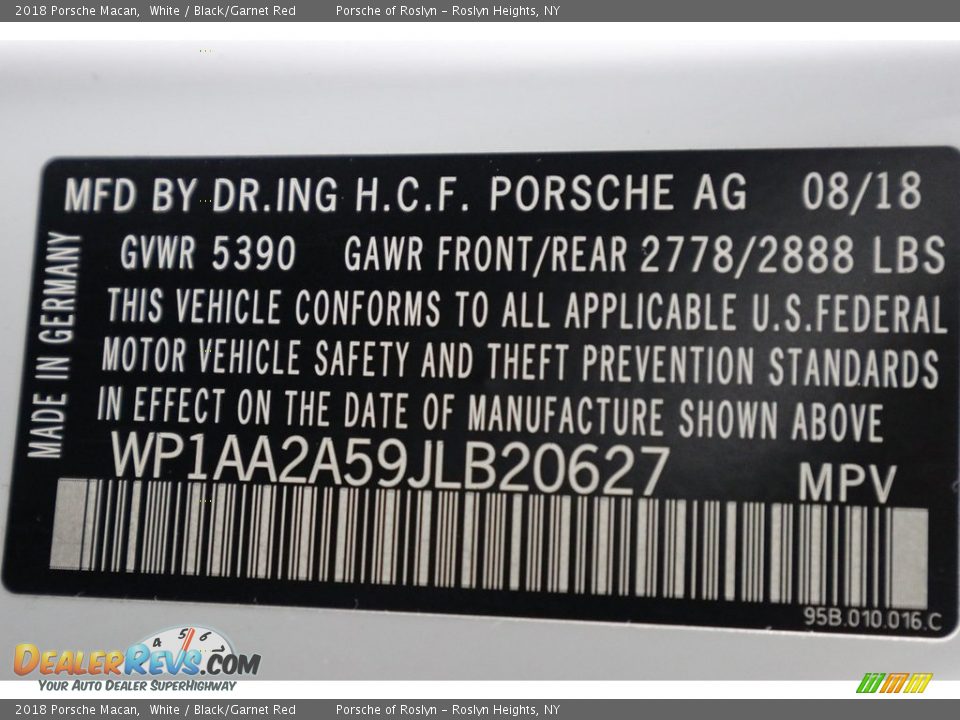 2018 Porsche Macan,  White / Black/Garnet Red        Porsche of Roslyn - Roslyn Heights, NY
MFD BY DR.ING H.C.F. PORSCHE AG 08/18
GVWR 5390 GAWR FRONT/REAR 2778/2888 LBS
THIS VEHICLE CONFORMS TO ALL APPLICABLE U.S.FEDERAL
MOTOR VEHICLE SAFETY AND THEFT PREVENTION STANDARDS
IN EFFECT ON THE DATE OF MANUFACTURE SHOWN ABOVE
MADE IN GERMANY
WP1AA2A59JLB20627 MPV
95B.010.016.C
4 5 6
DEALERREVS.COM
YOUR AUTO DEALER SUPERHIGHWAY
2018 Porsche Macan,  White / Black/Garnet Red        Porsche of Roslyn - Roslyn Heights, NY